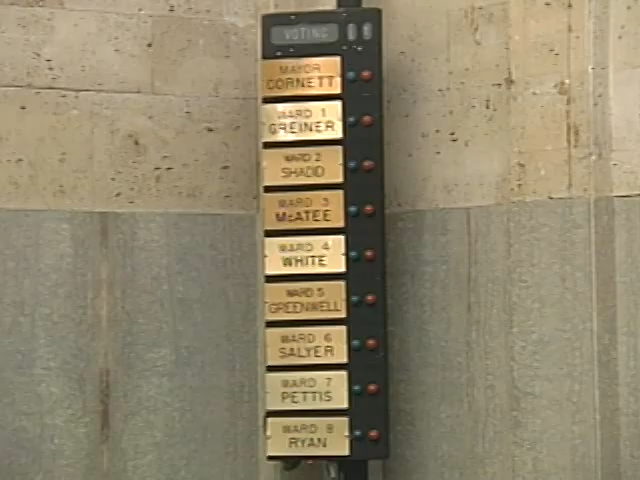 VOTING
MAYOR
CORNETT
WARD 1
GREINER
WARD 2
SHADID
WARD 3
McATEE
WARD 4
WHITE
WARD 5
GREENWELL
WARD 6
SALYER
WARD 7
PETTIS
WARD 8
RYAN